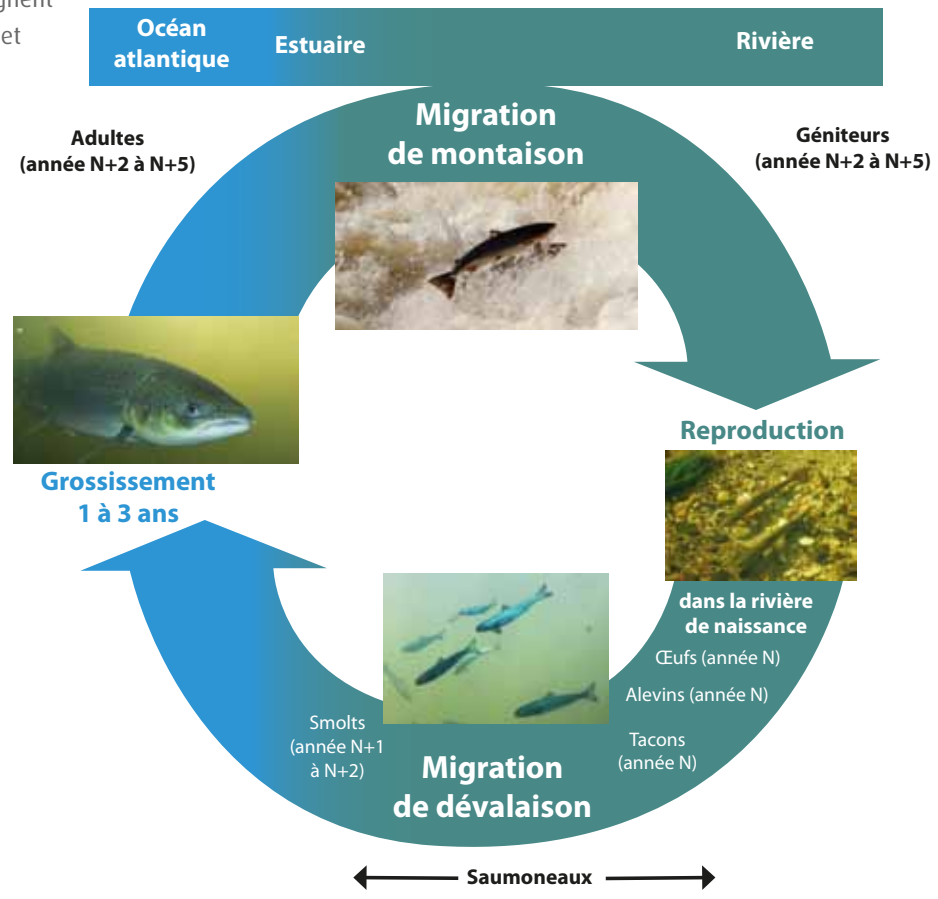 et
Océan
atlantique
Estuaire
Rivière
Migration
de montaison
Adultes
(année N+2 à N+5)
Géniteurs
(année N+2 à N+5)
Reproduction
Grossissement
1 à 3 ans
dans la rivière
de naissance
Œufs (année N)
Alevins (année N)
Tacons
(année N)
Smolts
(année N+1
à N+2)
Migration
de dévalaison
Saumoneaux